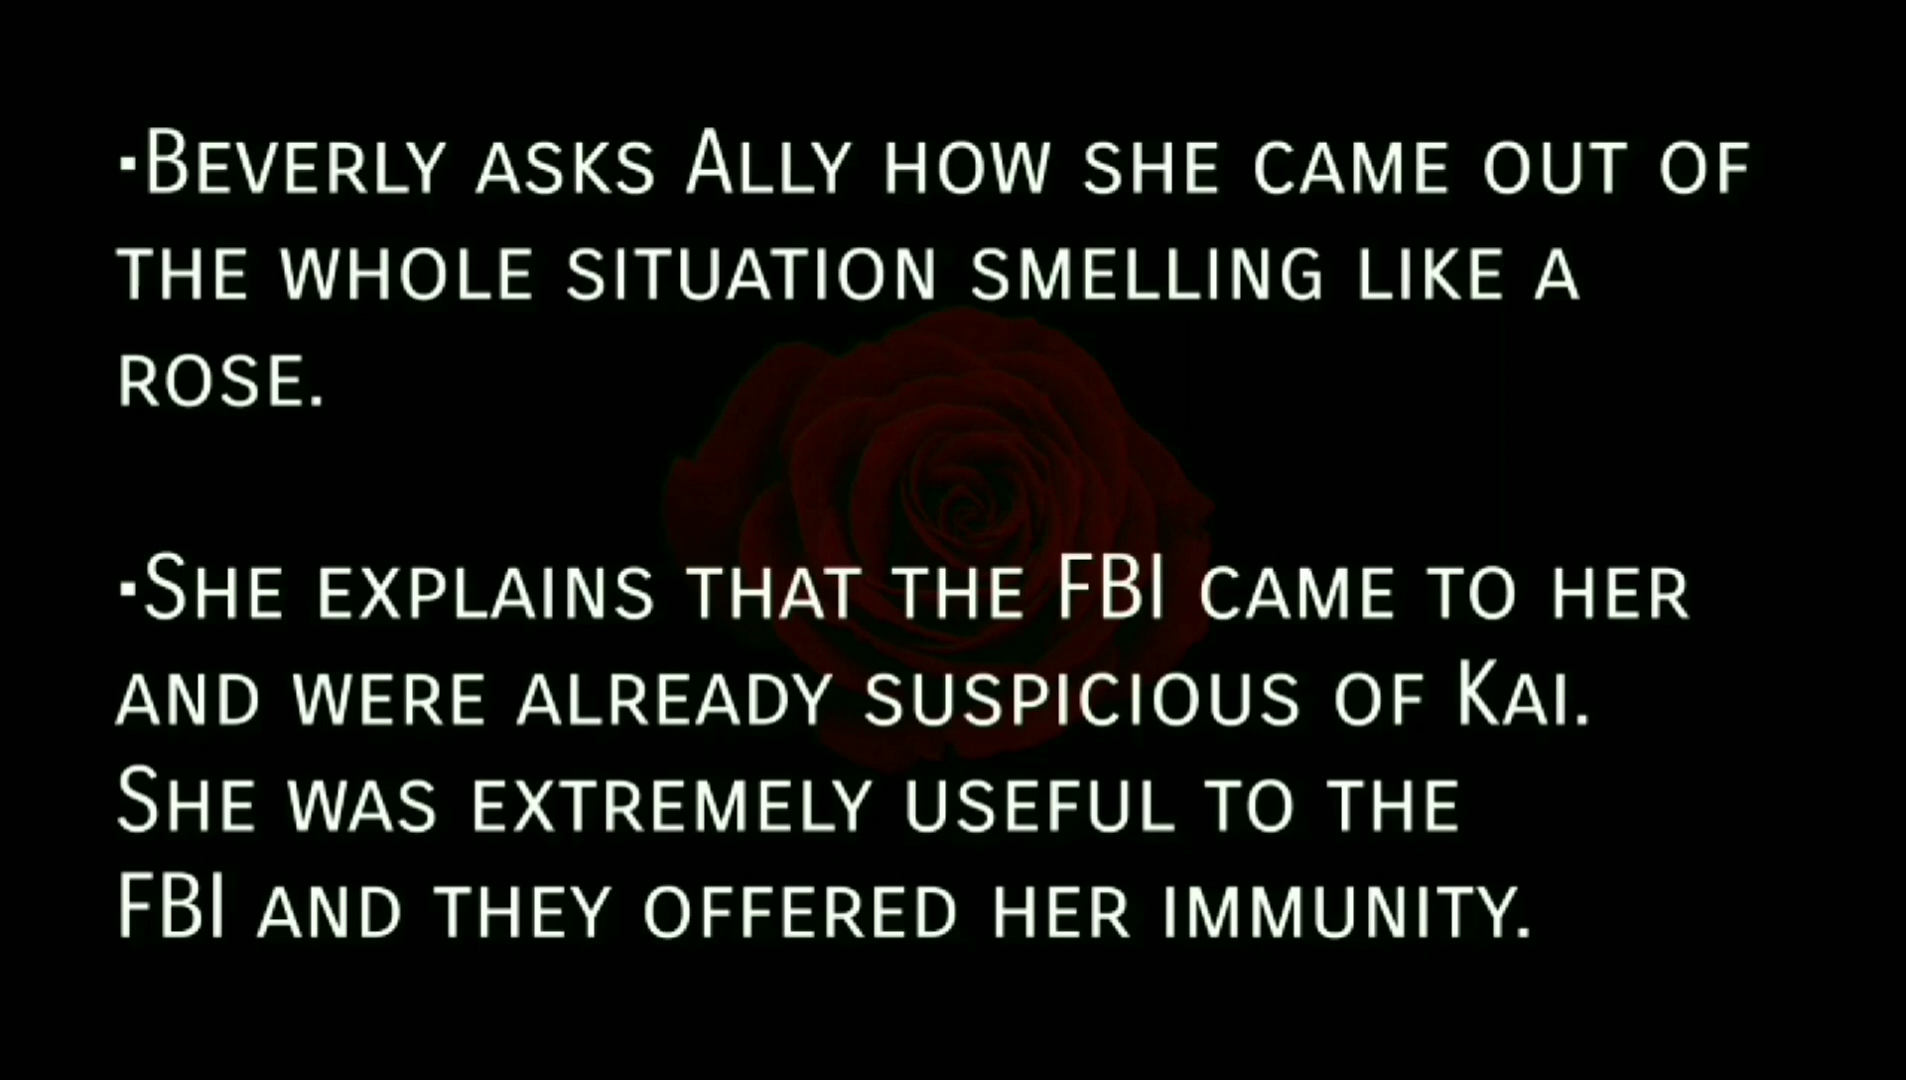 ▪Beverly asks Ally how she came out of
the whole situation smelling like a
rose.
▪She explains that the FBI came to her
and were already suspicious of Kai.
She was extremely useful to the
FBI and they offered her immunity.